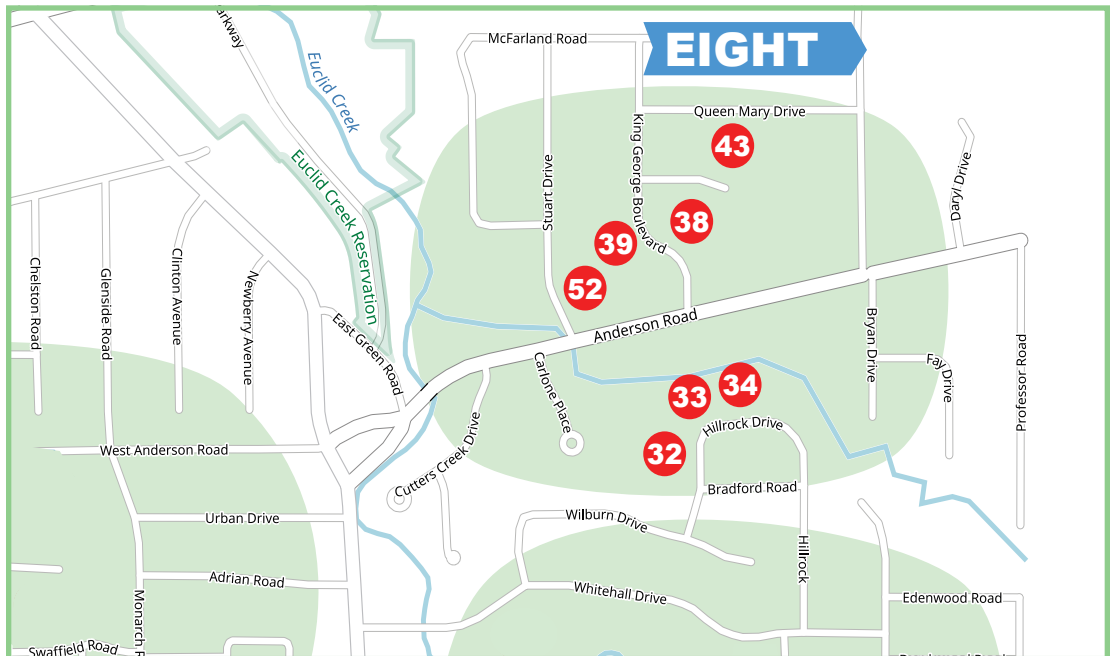 arkway
McFarland Road
EIGHT
Euclid Creek
Queen Mary Drive
43
King George Boulevard
Euclid Creek Reservation
Stuart Drive
Daryl Drive
38
39
52
Chelston Road
Glenside Road
Clinton Avenue
Newberry Avenue
East Green Road
Anderson Road
Bryan Drive
Fay Drive
Professor Road
Carlone Place
33
34
32
Hillrock Drive
Cutters Creek Drive
West Anderson Road
Bradford Road
Urban Drive
Wilburn Drive
Hillrock
Adrian Road
Whitehall Drive
Edenwood Road
Monarch R
Swaffield Road